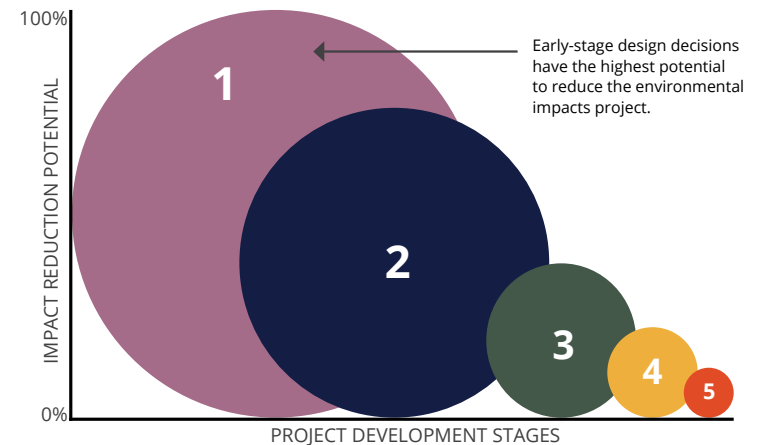 100%
1
Early-stage design decisions
have the highest potential
to reduce the environmental
impacts project.
IMPACT REDUCTION POTENTIAL
2
3
4
5
0%
PROJECT DEVELOPMENT STAGES